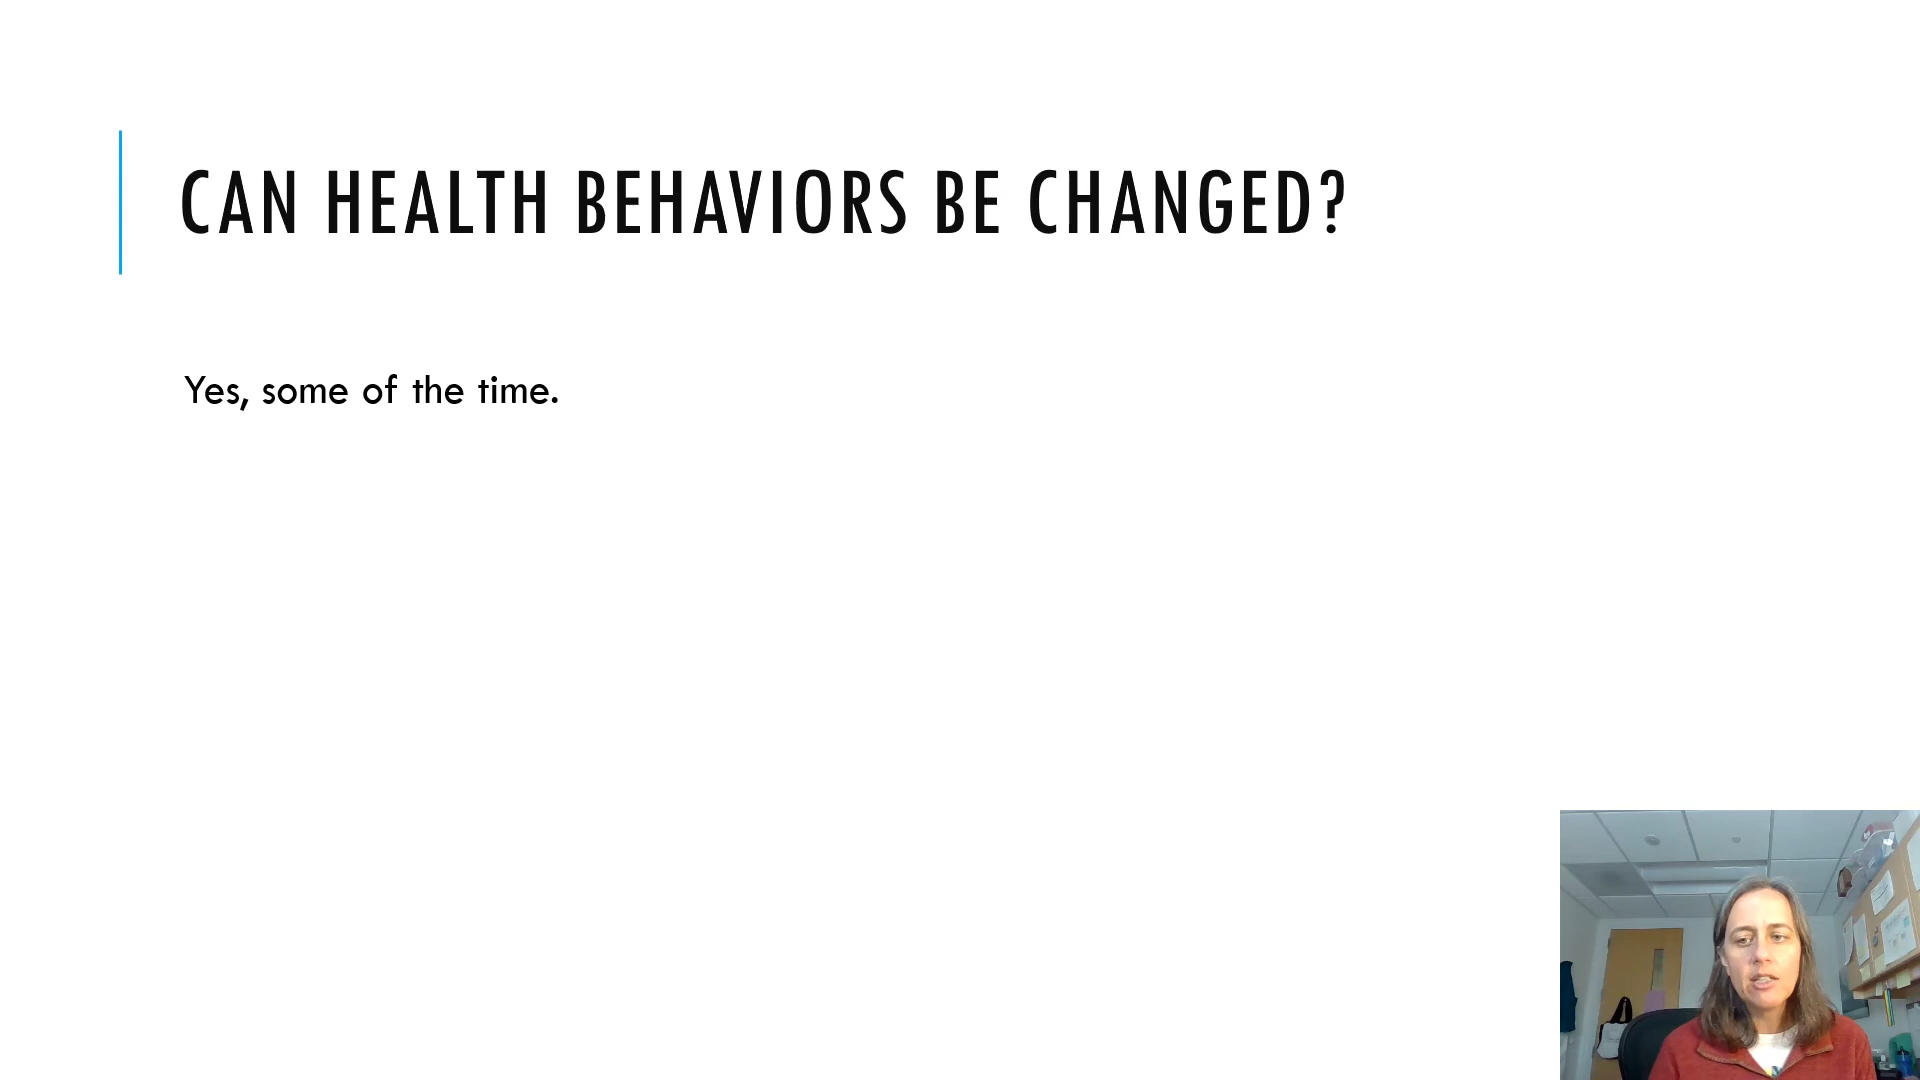 CAN HEALTH BEHAVIORS BE CHANGED?
Yes, some of the time.